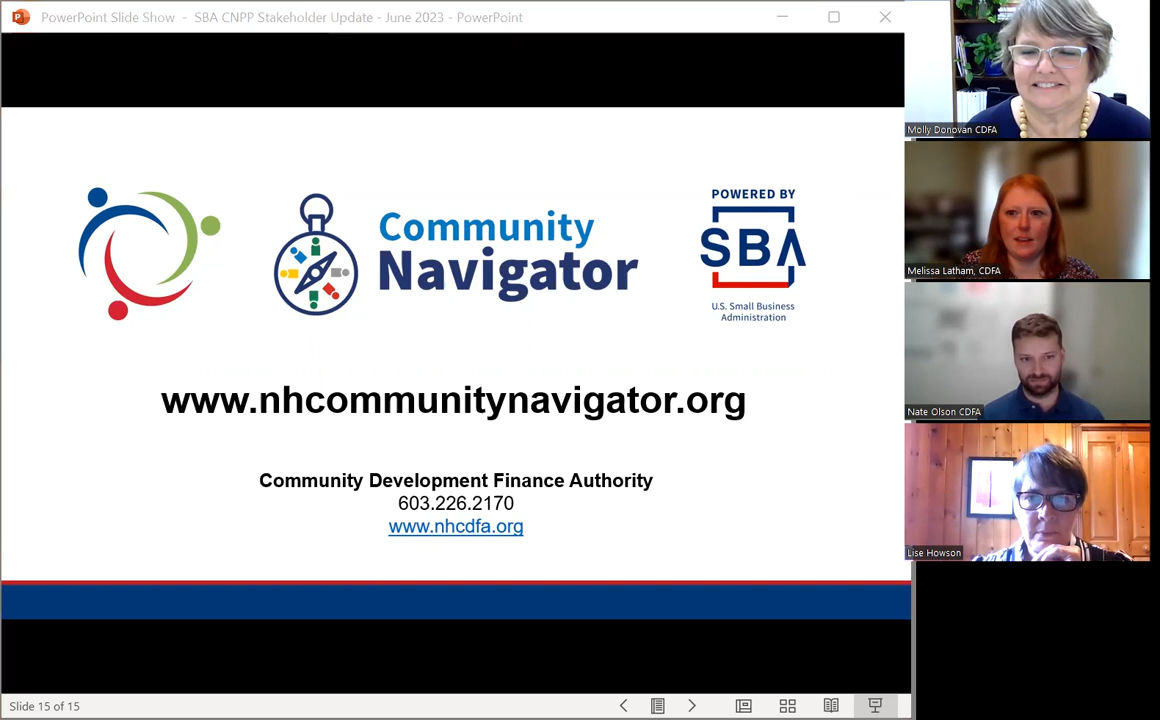 PowerPoint Slide Show - SBA CNPP Stakeholder Update - June 2023 - PowerPoint
POWERED BY
SBA
U.S. Small Business
Administration
Community
Navigator
www.nhcommunitynavigator.org
Community Development Finance Authority
603.226.2170
www.nhcdfa.org
Slide 15 of 15
Molly Donovan CDFA
Melissa Latham, CDFA
Nate Olson CDFA
Lise Howson